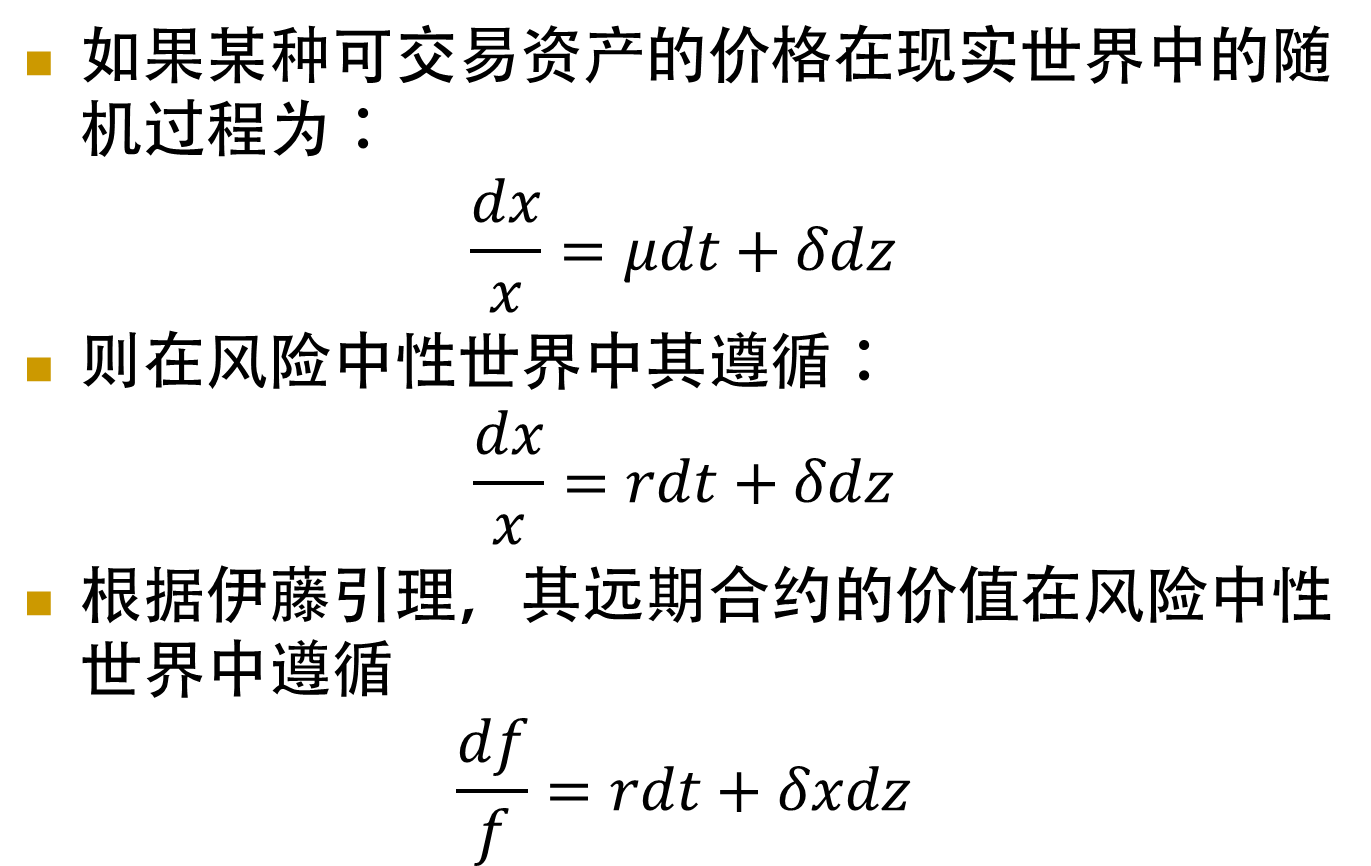 如果某种可交易资产的价格在现实世界中的随
机过程为：
dx/x = μdt + δdz
则在风险中性世界中其遵循：
dx/x = rdt + δdz
根据伊藤引理，其远期合约的价值在风险中性
世界中遵循
df/f = rdt + δxdz